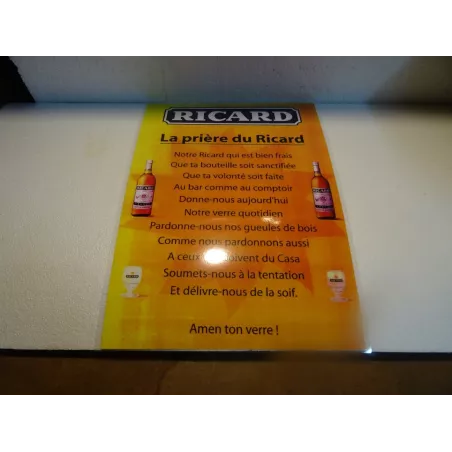 RICARD
La prière du Ricard
Notre Ricard qui est bien frais
Que ta bouteille soit sanctifiée
Que ta volonté soit faite
Au bar comme au comptoir
Donne-nous aujourd'hui
Notre verre quotidien
Pardonne-nous nos gueules de bois
Comme nous pardonnons aussi
A ceux boivent du Casa
Soumets-nous à la tentation
Et délivre-nous de la soif.
Amen ton verre !